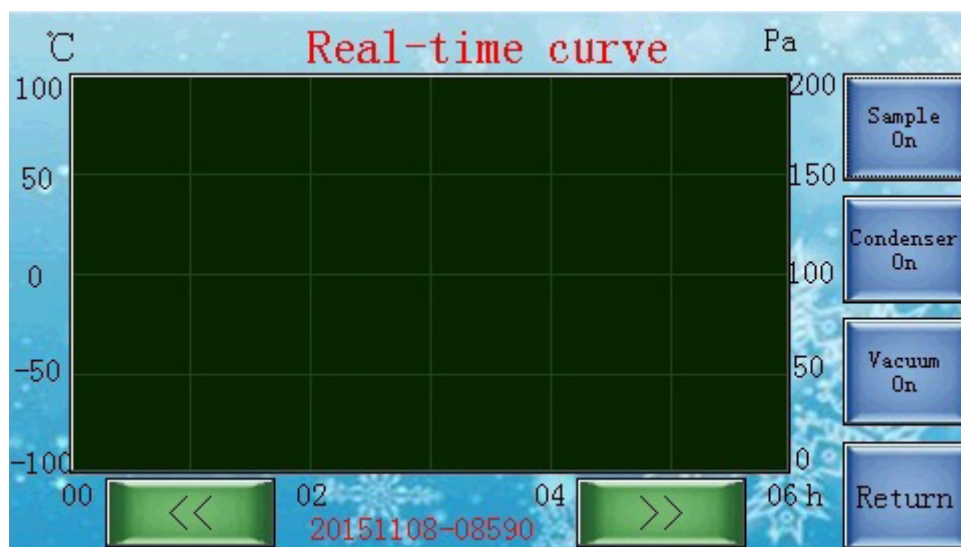 ℃ Real-time curve Pa
100
50
0
-50
-100
200
150
100
50
0
00 << 02 04 >> 06 h
20151108-08590
Sample
On
Condenser
On
Vacuum
On
Return